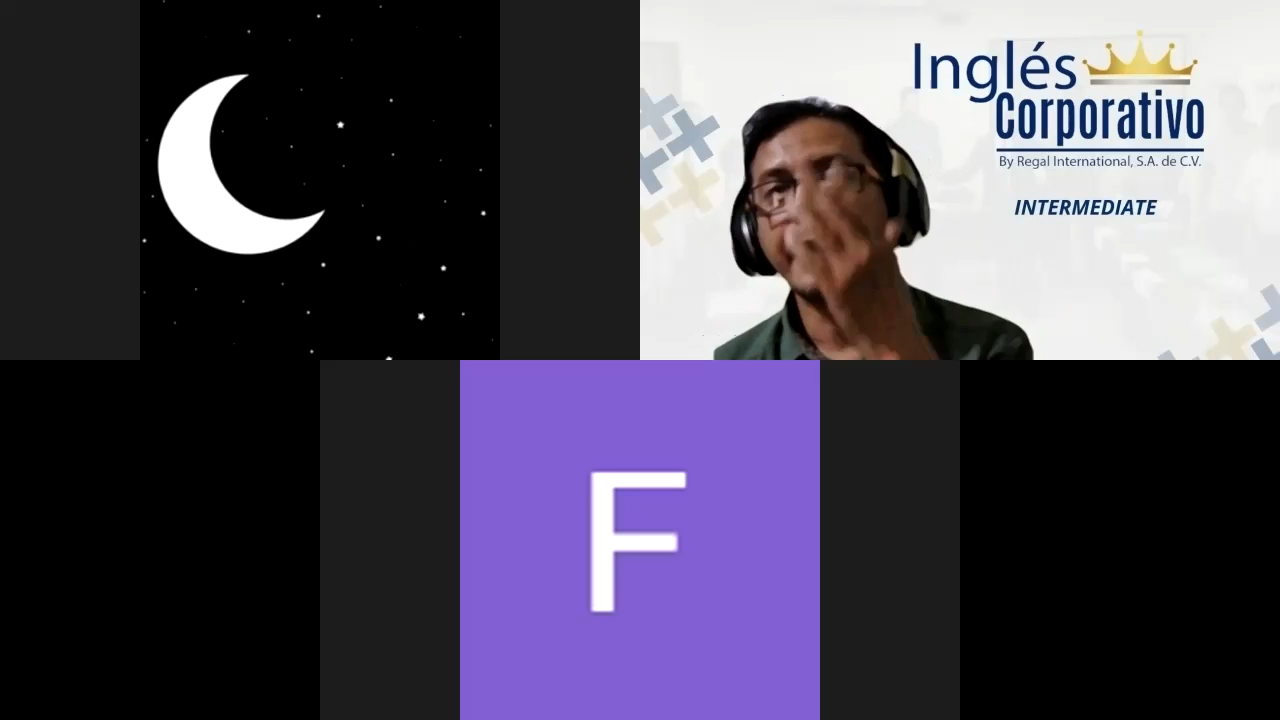 Inglés
Corporativo
By Regal International, S.A. de C.V.
INTERMEDIATE
F